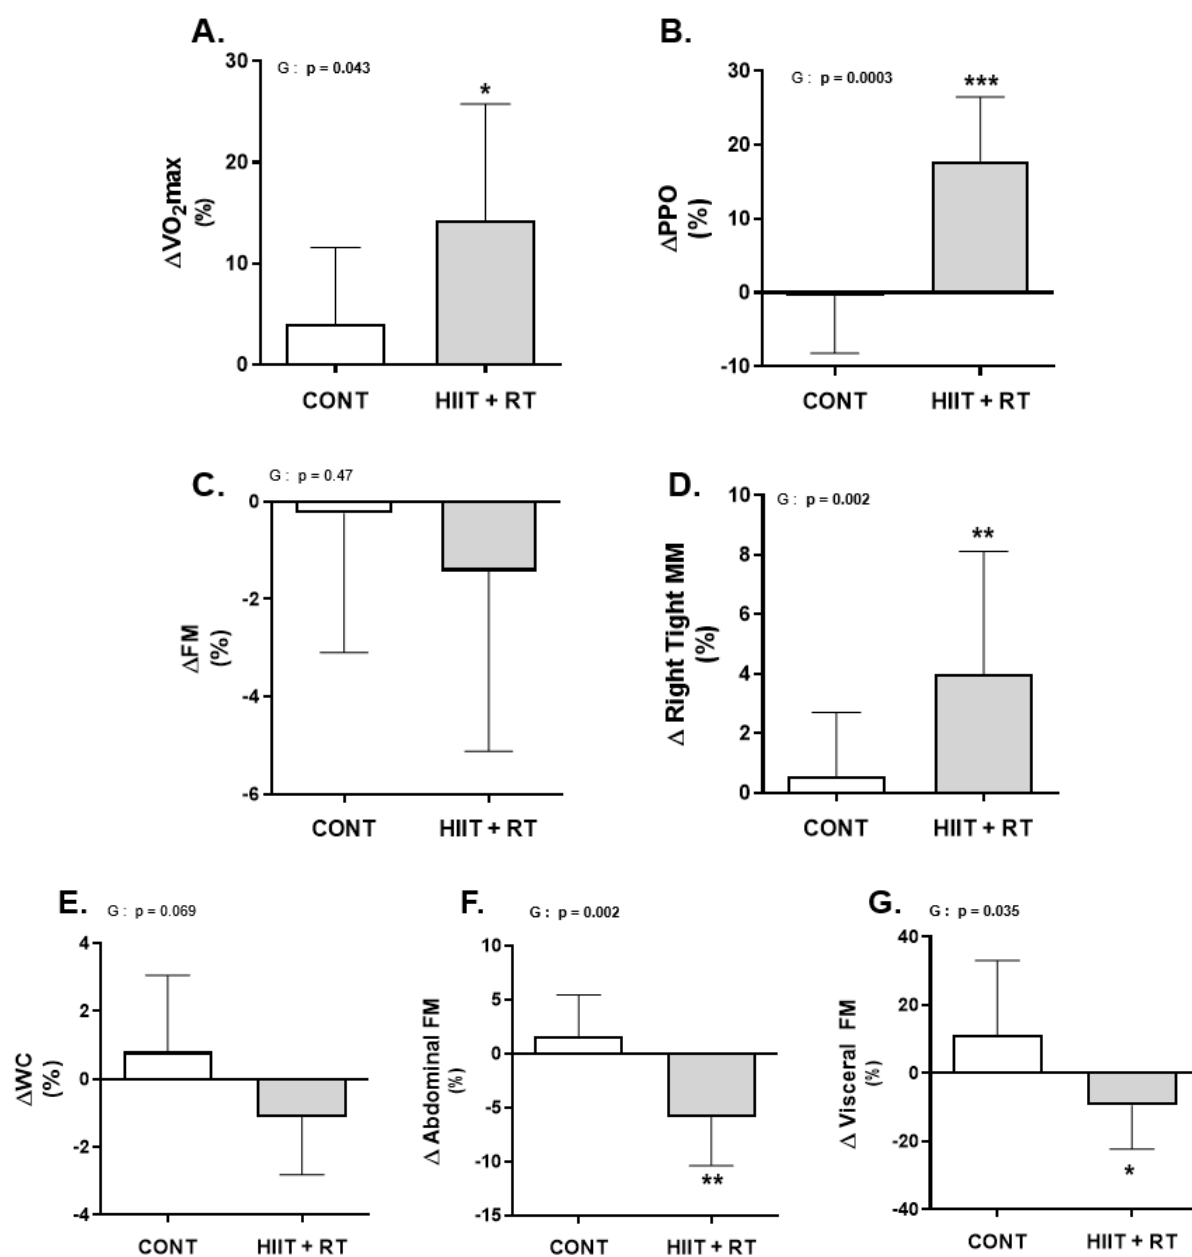 A.
G : p = 0.043
30
20
10
0
ΔVO₂max
(%)
*
CONT
HIIT + RT
B.
G : p = 0.0003
30
20
10
0
-10
ΔPPO
(%)
***
CONT
HIIT + RT
C.
G : p = 0.47
0
-2
-4
-6
ΔFM
(%)
CONT
HIIT + RT
D.
G : p = 0.002
10
8
6
4
2
0
Δ Right Tight MM
(%)
**
CONT
HIIT + RT
E.
G : p = 0.069
4
2
0
-2
-4
ΔWC
(%)
CONT
HIIT + RT
F.
G : p = 0.002
10
5
0
-5
-10
-15
Δ Abdominal FM
(%)
**
CONT
HIIT + RT
G.
G : p = 0.035
40
20
0
-20
-40
Δ Visceral FM
(%)
*
CONT
HIIT + RT